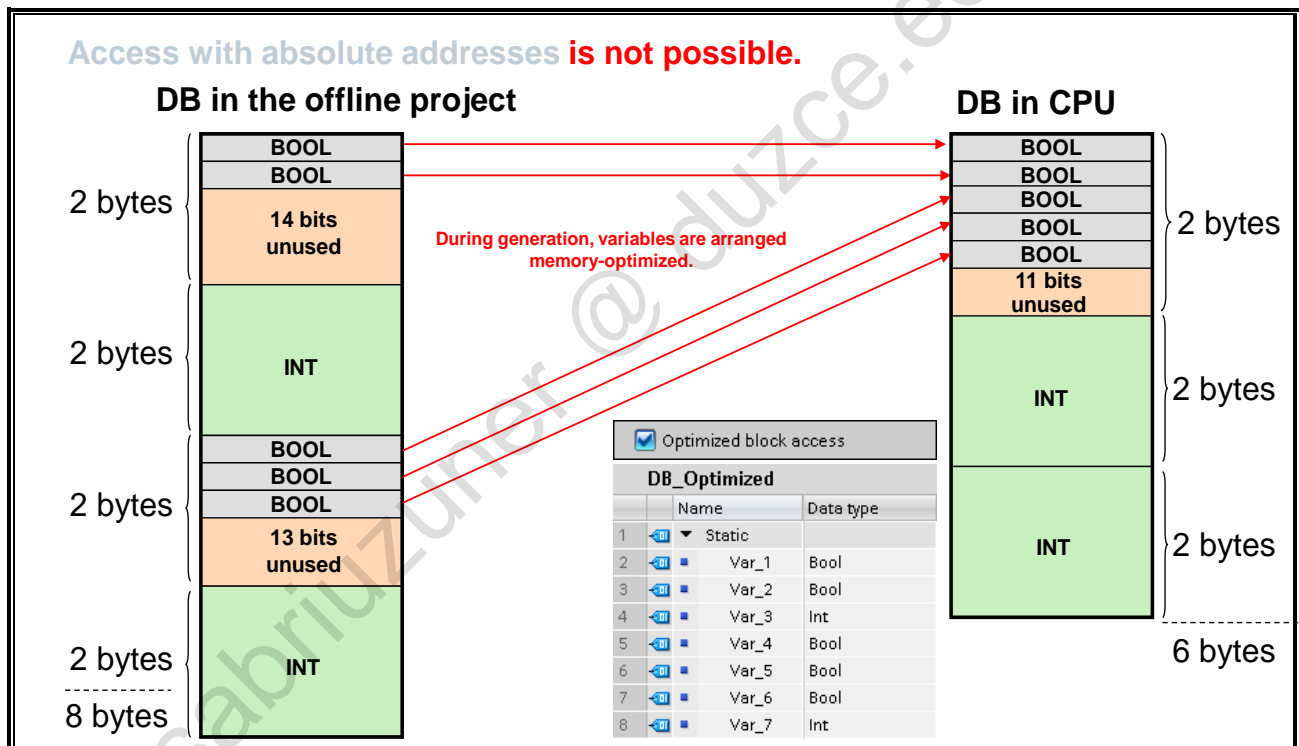 Access with absolute addresses is not possible.
DB in the offline project
DB in CPU
BOOL
BOOL
2 bytes
14 bits
unused
2 bytes
INT
BOOL
BOOL
BOOL
2 bytes
13 bits
unused
2 bytes
INT
8 bytes
During generation, variables are arranged
memory-optimized.
BOOL
BOOL
BOOL
BOOL
BOOL
2 bytes
11 bits
unused
INT
2 bytes
INT
2 bytes
6 bytes
Optimized block access
DB_Optimized
Name Data type
1 Static
2 Var_1 Bool
3 Var_2 Bool
4 Var_3 Int
5 Var_4 Bool
6 Var_5 Bool
7 Var_6 Bool
8 Var_7 Int
sabriuzuner @ duzce.ed